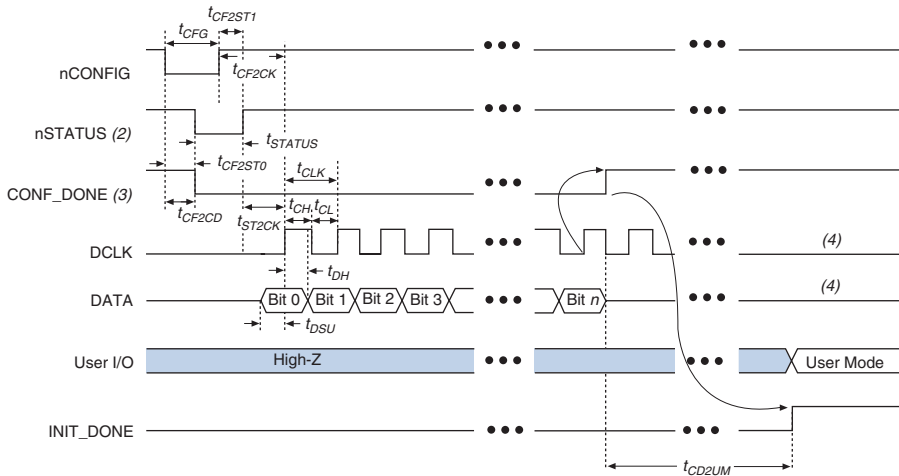 tCF2ST1
tCFG
tCF2CK
nCONFIG
nSTATUS (2)
tSTATUS
tCF2ST0
tCLK
CONF_DONE (3)
tCF2CD
tST2CK
tCH
tCL
DCLK
(4)
tDH
DATA
Bit 0
Bit 1
Bit 2
Bit 3
Bit n
(4)
tDSU
User I/O
High-Z
User Mode
INIT_DONE
tCD2UM